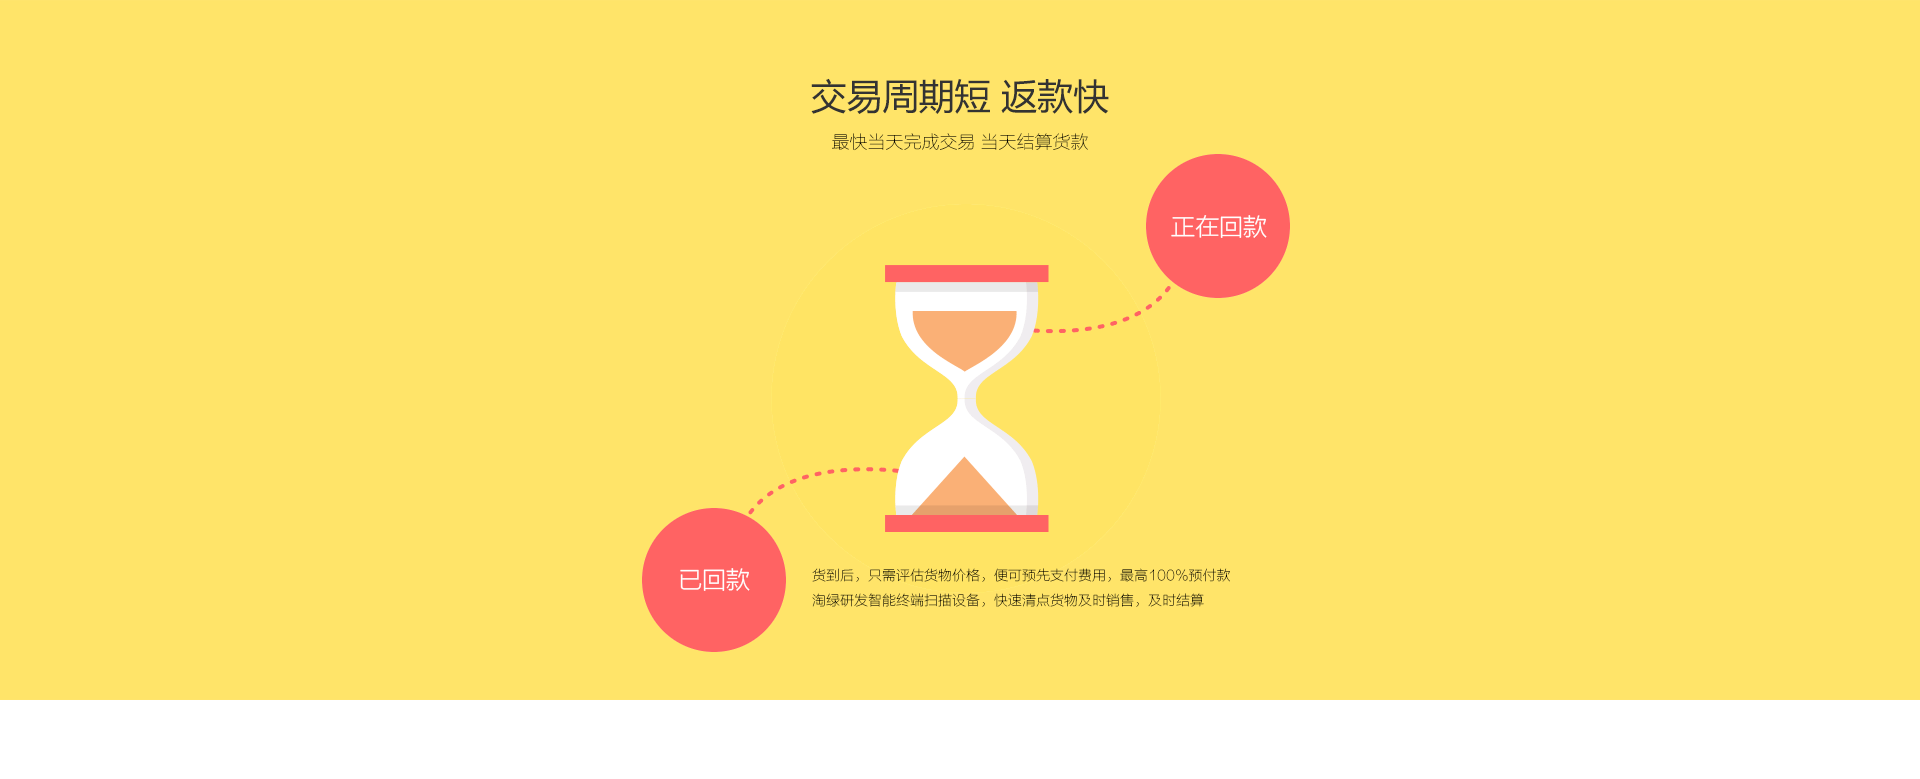 交易周期短 返款快
最快当天完成交易 当天结算货款
正在回款
已回款
货到后，只需评估货物价格，便可预先支付费用，最高100%预付款
淘绿研发智能终端扫描设备，快速清点货物及时销售，及时结算